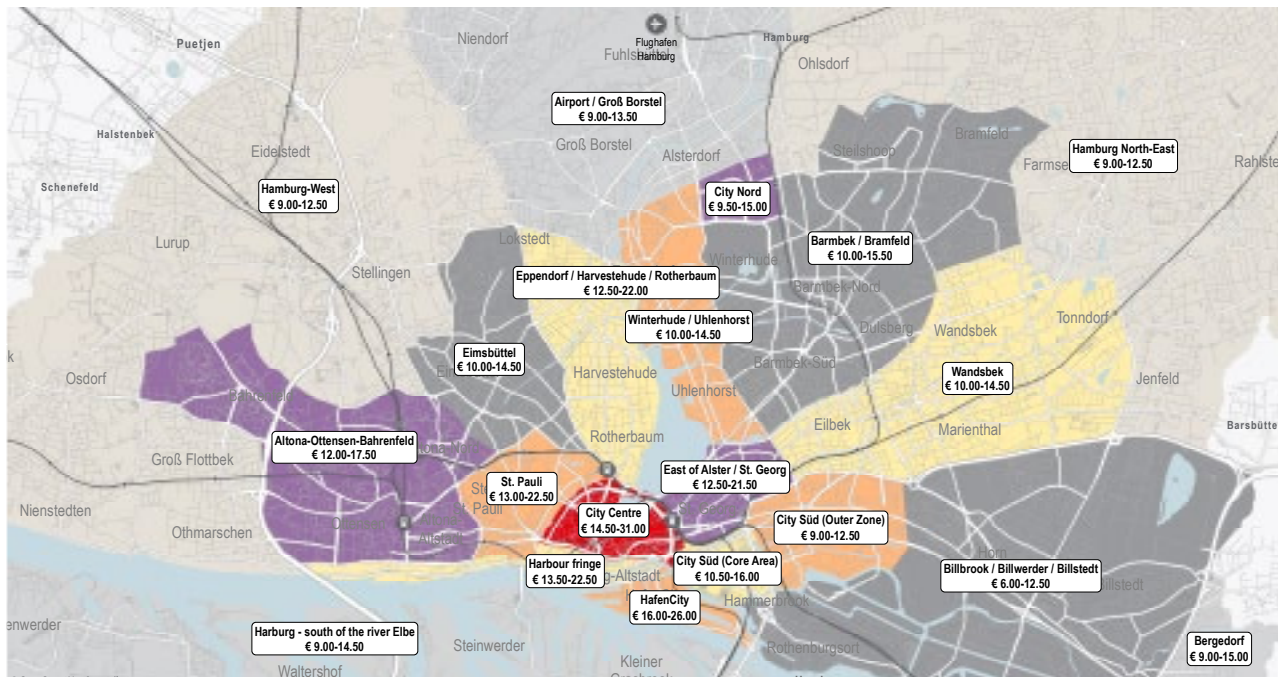 Niendorf
Flughafen
Hamburg
Fuhlsbüttel
Hamburg
Puetjen
Ohlsdorf
Airport / Groß Borstel
€ 9.00-13.50
Groß Borstel
Halstenbek
Eidelstedt
Alsterdorf
Steilshoop
Bramfeld
Hamburg North-East
€ 9.00-12.50
Schenefeld
Hamburg-West
€ 9.00-12.50
City Nord
€ 9.50-15.00
Lurup
Lokstedt
Stellingen
Winterhude
Barmbek / Bramfeld
€ 10.00-15.50
Eppendorf / Harvestehude / Rotherbaum
€ 12.50-22.00
Barmbek-Nord
Winterhude / Uhlenhorst
€ 10.00-14.50
Dulsberg
Wandsbek
Tonndorf
Eimsbüttel
€ 10.00-14.50
Harvestehude
Barmbek-Süd
Wandsbek
€ 10.00-14.50
Osdorf
Uhlenhorst
Jenfeld
Eilbek
Marienthal
Barsbütte
Altona-Ottensen-Bahrenfeld
€ 12.00-17.50
Rotherbaum
Groß Flottbek
East of Alster / St. Georg
€ 12.50-21.50
St. Pauli
€ 13.00-22.50
St. Pauli
Nienstedten
Othmarschen
City Centre
€ 14.50-31.00
City Süd (Outer Zone)
€ 9.00-12.50
Altstadt
Harbour fringe
€ 13.50-22.50
g-Altstadt
City Süd (Core Area)
€ 10.50-16.00
Horn
Billbrook / Billwerder / Billstedt
€ 6.00-12.50
illstedt
HafenCity
€ 16.00-26.00
Hammerbrook
enwerder
Harburg - south of the river Elbe
€ 9.00-14.50
Steinwerder
Rothenburgsort
Bergedorf
€ 9.00-15.00
Waltershof
Kleiner